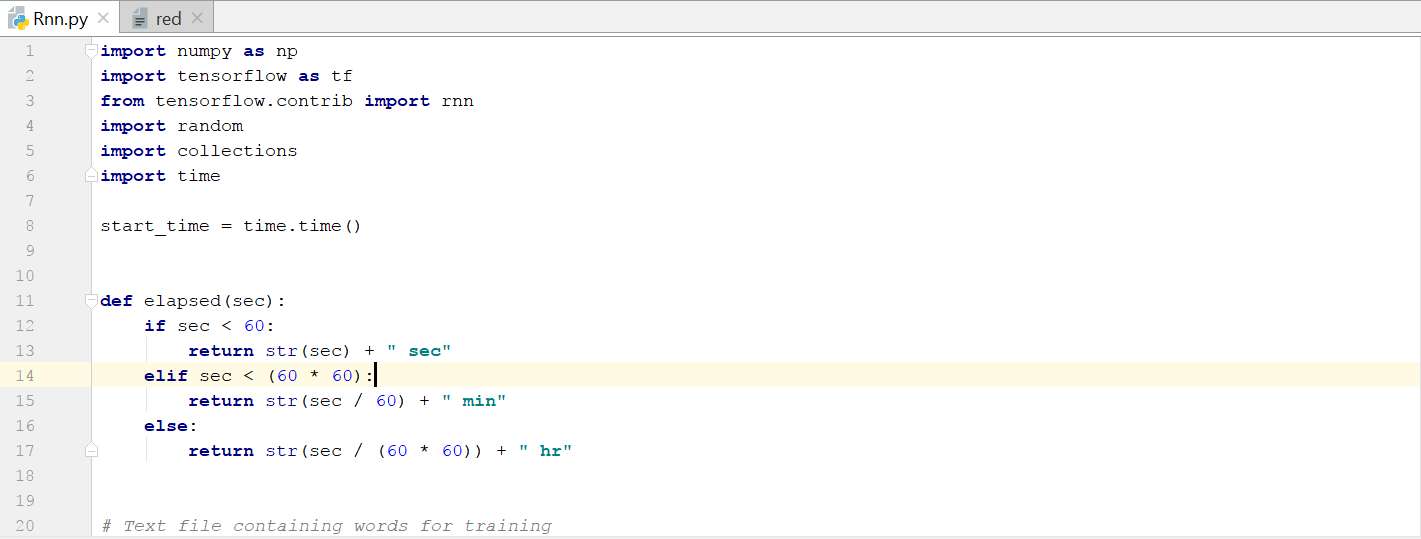 Rnn.py red
1 import numpy as np
2 import tensorflow as tf
3 from tensorflow.contrib import rnn
4 import random
5 import collections
6 import time
7
8 start_time = time.time()
9
10
11 def elapsed(sec):
12     if sec < 60:
13         return str(sec) + " sec"
14     elif sec < (60 * 60):
15         return str(sec / 60) + " min"
16     else:
17         return str(sec / (60 * 60)) + " hr"
18
19
20 # Text file containing words for training